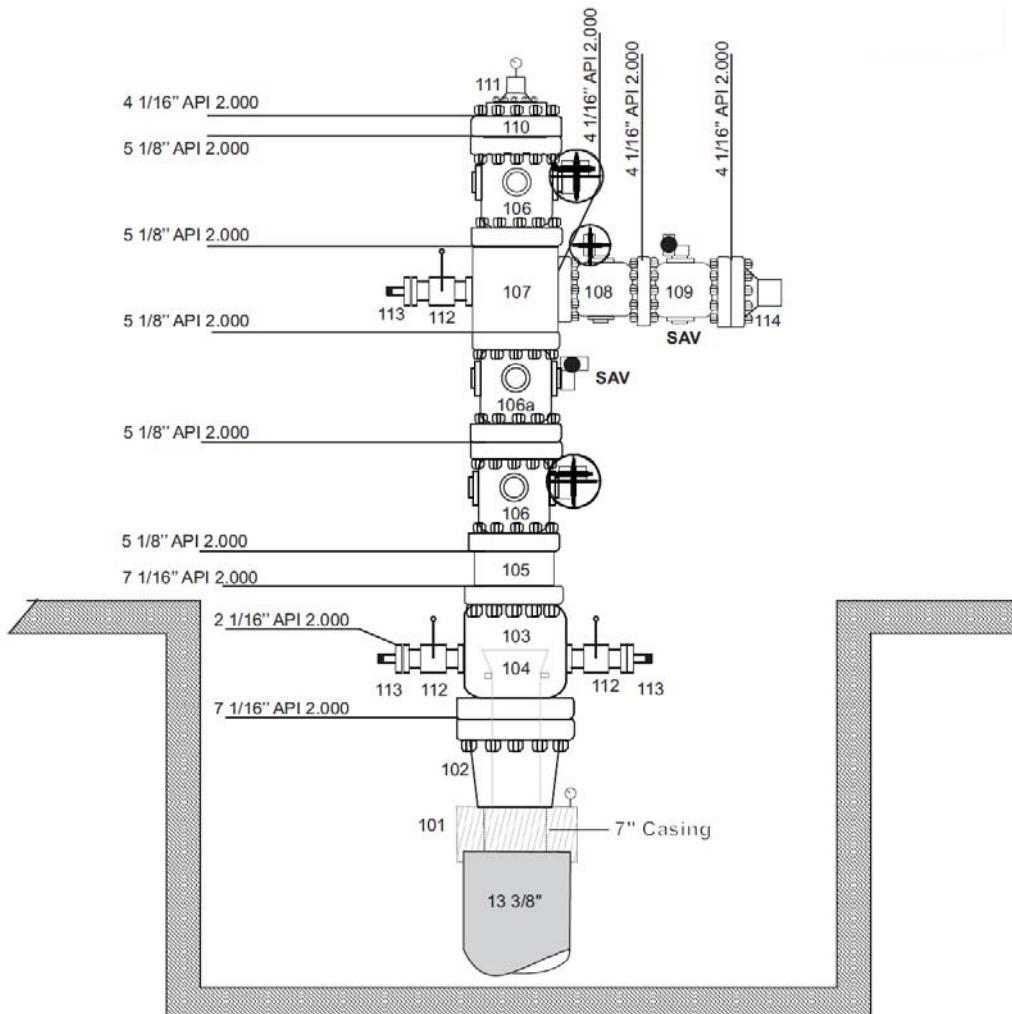 4 1/16" API 2.000
4 1/16" API 2.000
4 1/16" API 2.000
111
4 1/16" API 2.000
110
5 1/8" API 2.000
106
5 1/8" API 2.000
107
108
109
113
112
114
5 1/8" API 2.000
SAV
SAV
106a
5 1/8" API 2.000
106
5 1/8" API 2.000
105
7 1/16" API 2.000
2 1/16" API 2.000
103
104
113
112
112
113
7 1/16" API 2.000
102
101
7" Casing
13 3/8"